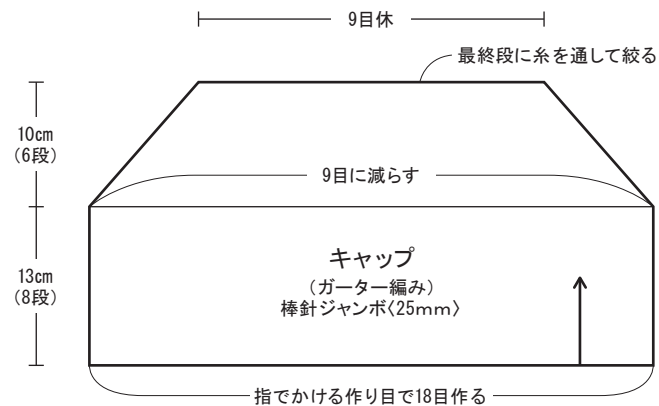 9目休
最終段に糸を通して絞る
10cm
(6段)
9目に減らす
13cm
(8段)
キャップ
(ガーター編み)
棒針ジャンボ〈25mm〉
指でかける作り目で18目作る